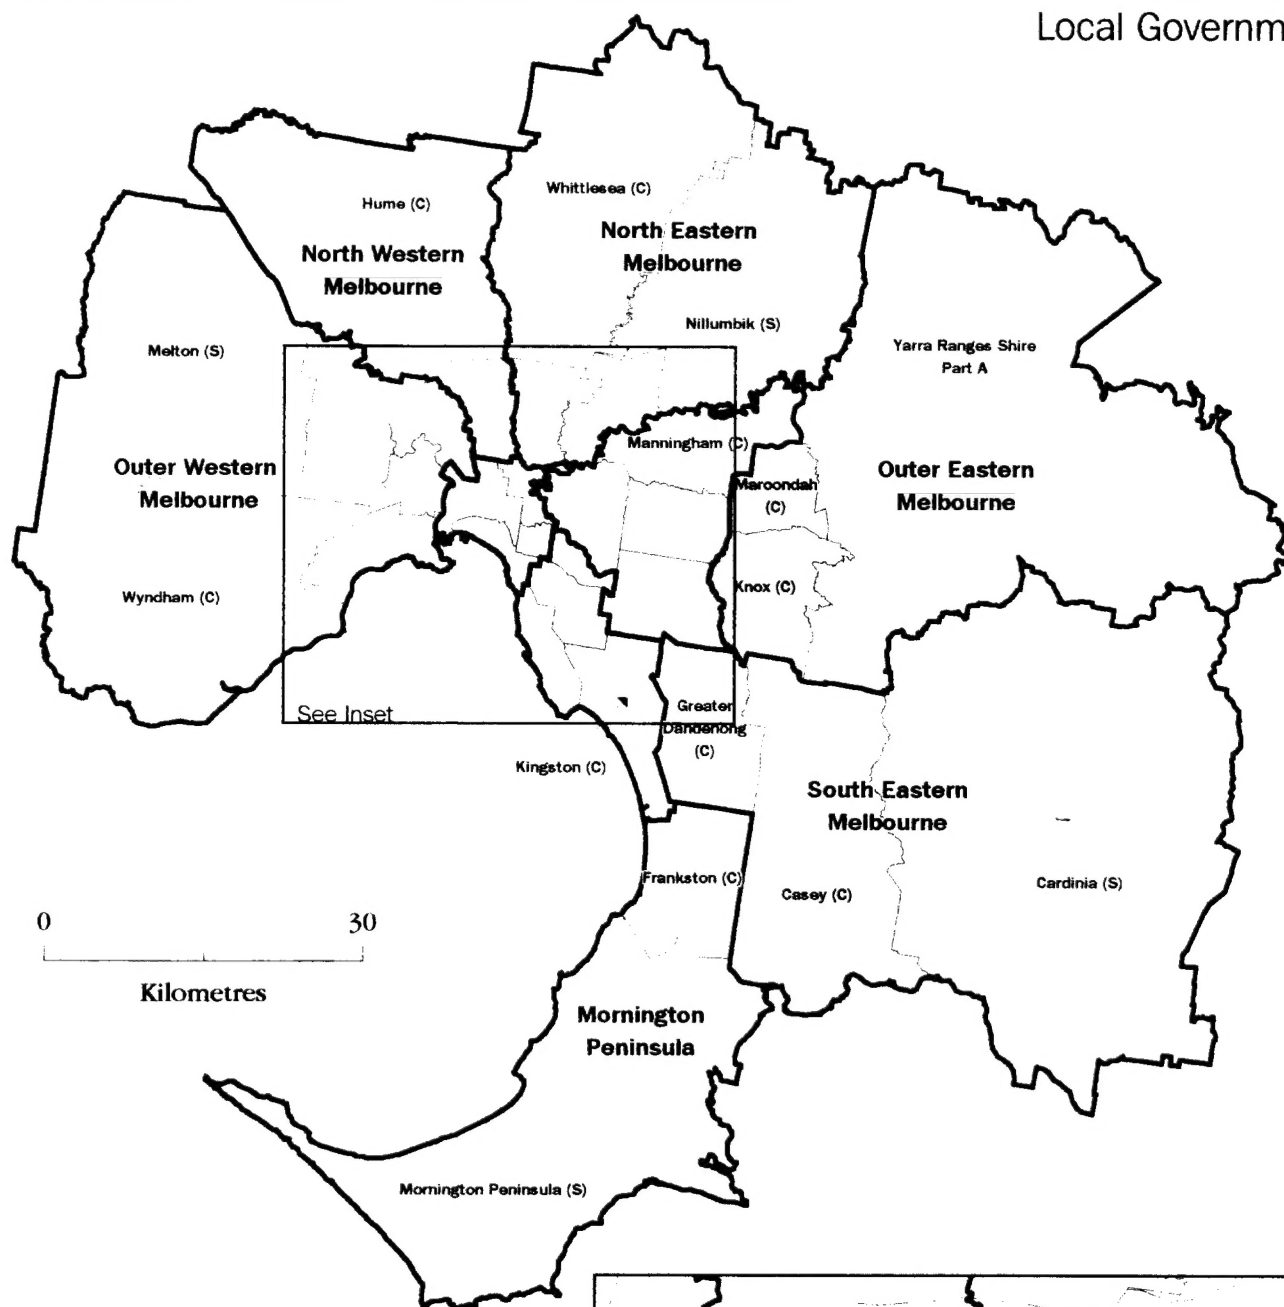 Local Governm
Whittlesea (C)
Hume (C)
North Eastern
Melbourne
North Western
Melbourne
Nillumbik (S)
Melton (S)
Yarra Ranges Shire
Part A
Manningham (C)
Outer Western
Melbourne
Maroondah
(C)
Outer Eastern
Melbourne
Wyndham (C)
Knox (C)
See Inset
Greater
Dandenong
(C)
Kingston (C)
South Eastern
Melbourne
Frankston (C)
Casey (C)
Cardinia (S)
0 30
Kilometres
Mornington
Peninsula
Mornington Peninsula (S)